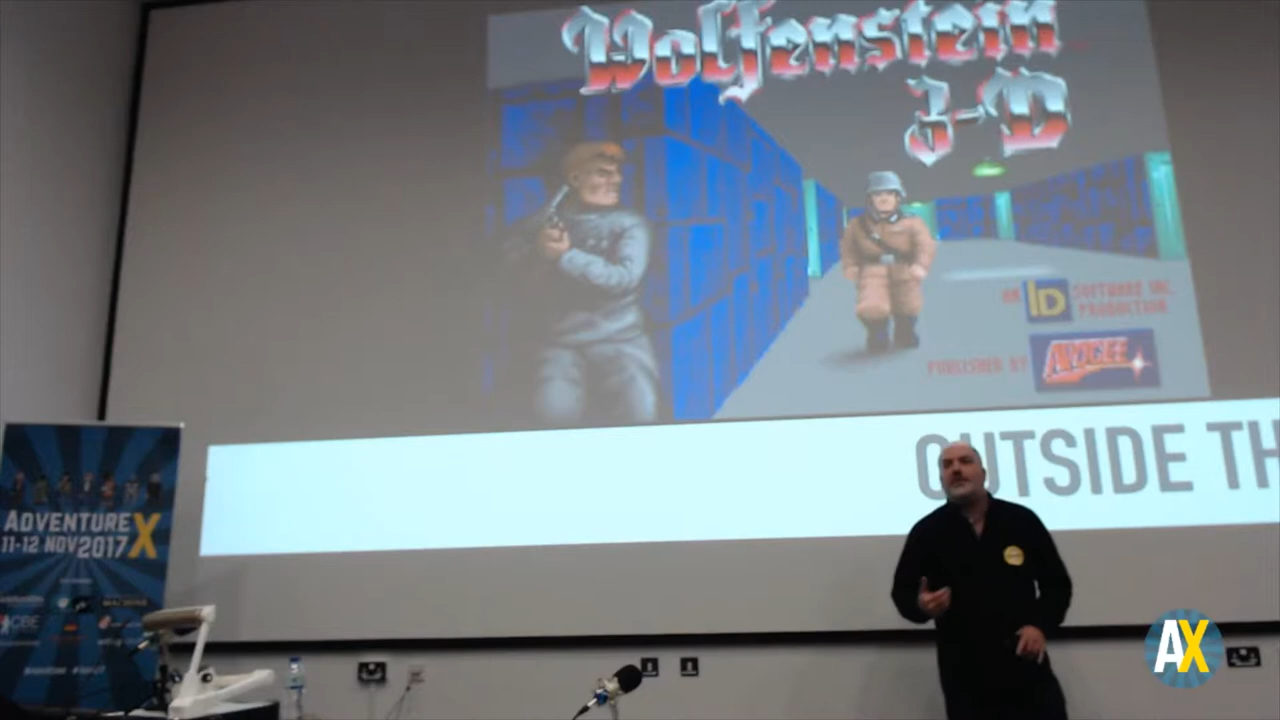 Wolfenstein
3-D
AN ID SOFTWARE INC.
PRODUCTION
PUBLISHED BY APOGEE
OUTSIDE TH
ADVENTURE X
11-12 NOV 2017
AX